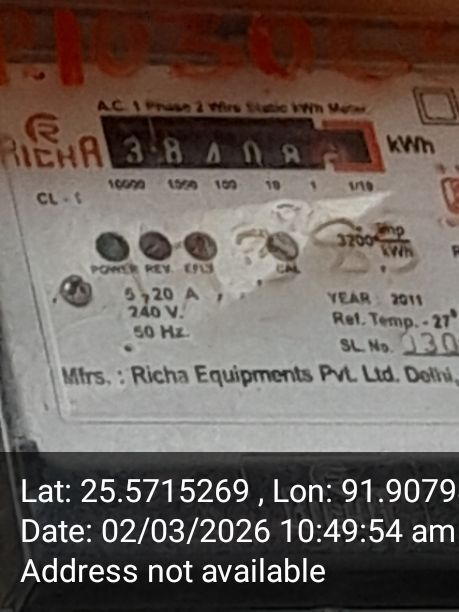 A.C. 1 Phase 2 Wire Static kWh Meter
RICHA
38408
kWh
10000 1000 100 10 1 1/10
CL - 1
3200 imp
kWh
POWER REV. E/L CAL
5 - 20 A
240 V.
50 Hz.
YEAR : 2011
Ref. Temp. - 27°
SL. No. 130
Mfrs. : Richa Equipments Pvt. Ltd. Delhi,
Lat: 25.5715269 , Lon: 91.9079
Date: 02/03/2026 10:49:54 am
Address not available